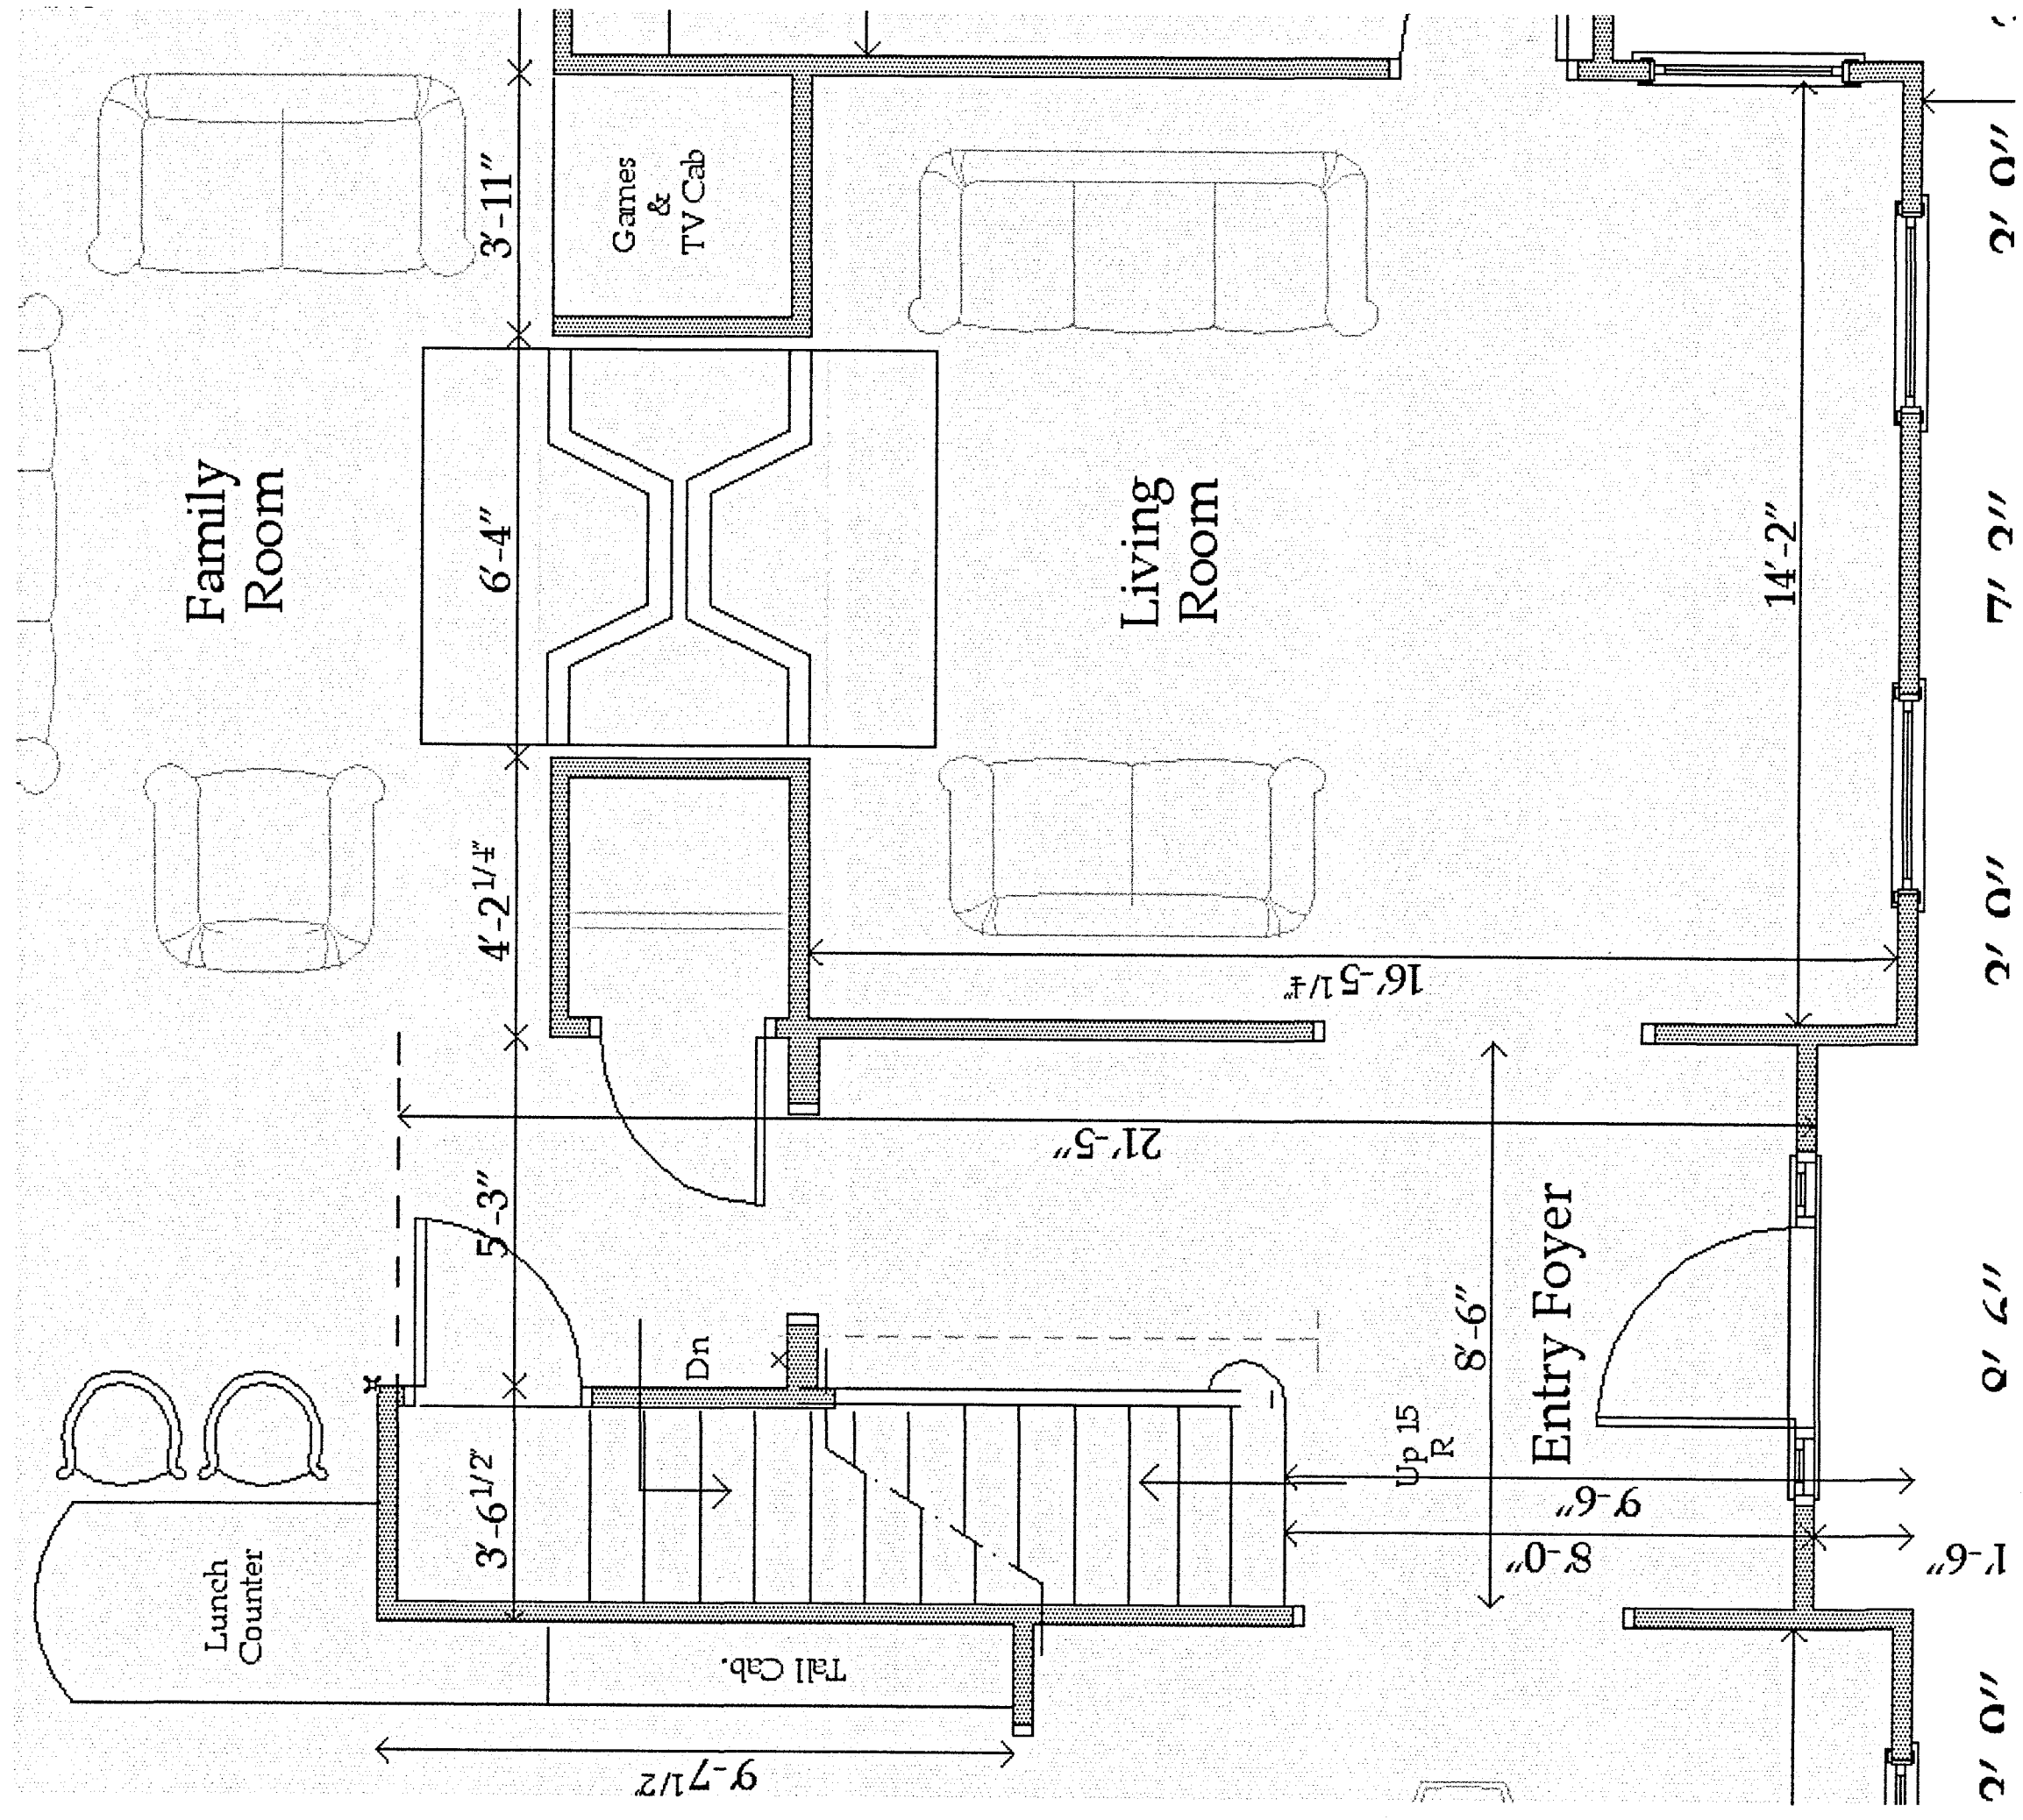 3'-11"
Games
&
TV Cab
Family
Room
6'-4"
Living
Room
14'-2"
4'-2 1/4"
16'-5 1/4"
21'-5"
5'-3"
Dn
8'-6"
Entry Foyer
Up 15
R
9'-6"
8'-0"
1'-6"
3'-6 1/2"
Lunch
Counter
Tall Cab.
9'-7 1/2"